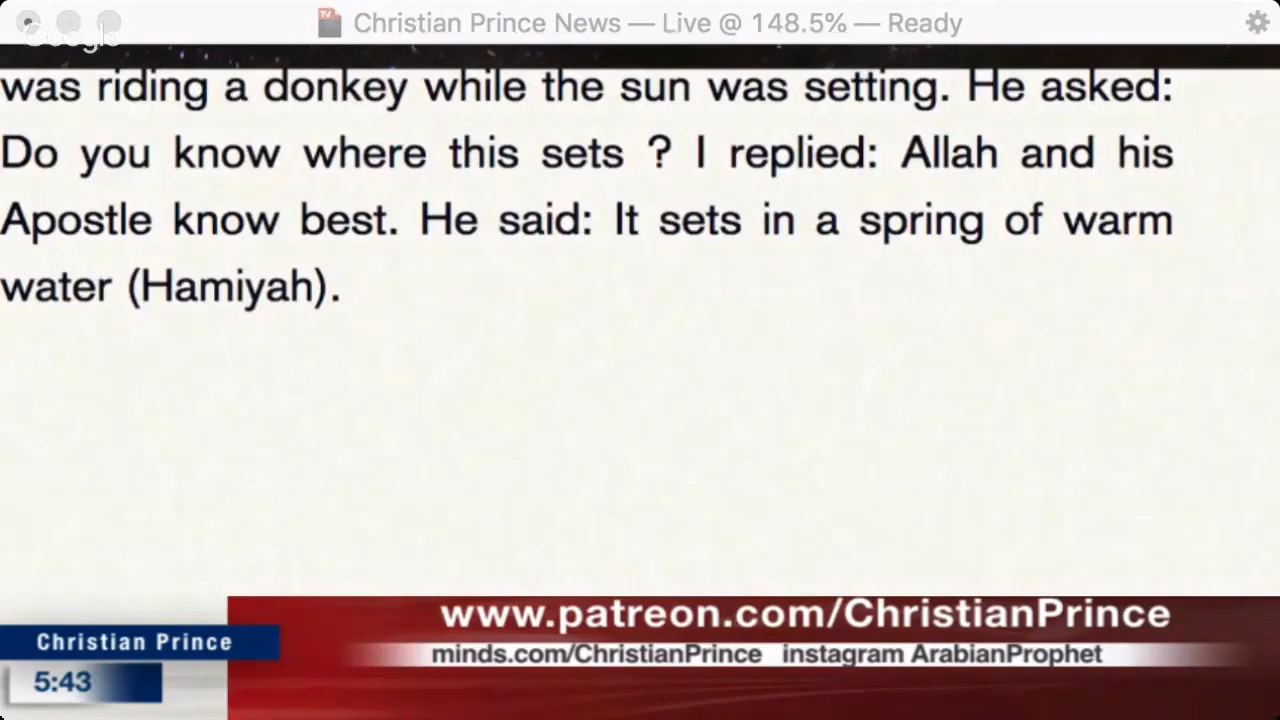 Christian Prince News — Live @ 148.5% — Ready
Google
was riding a donkey while the sun was setting. He asked:
Do you know where this sets ? I replied: Allah and his
Apostle know best. He said: It sets in a spring of warm
water (Hamiyah).
www.patreon.com/ChristianPrince
Christian Prince
minds.com/ChristianPrince instagram ArabianProphet
5:43